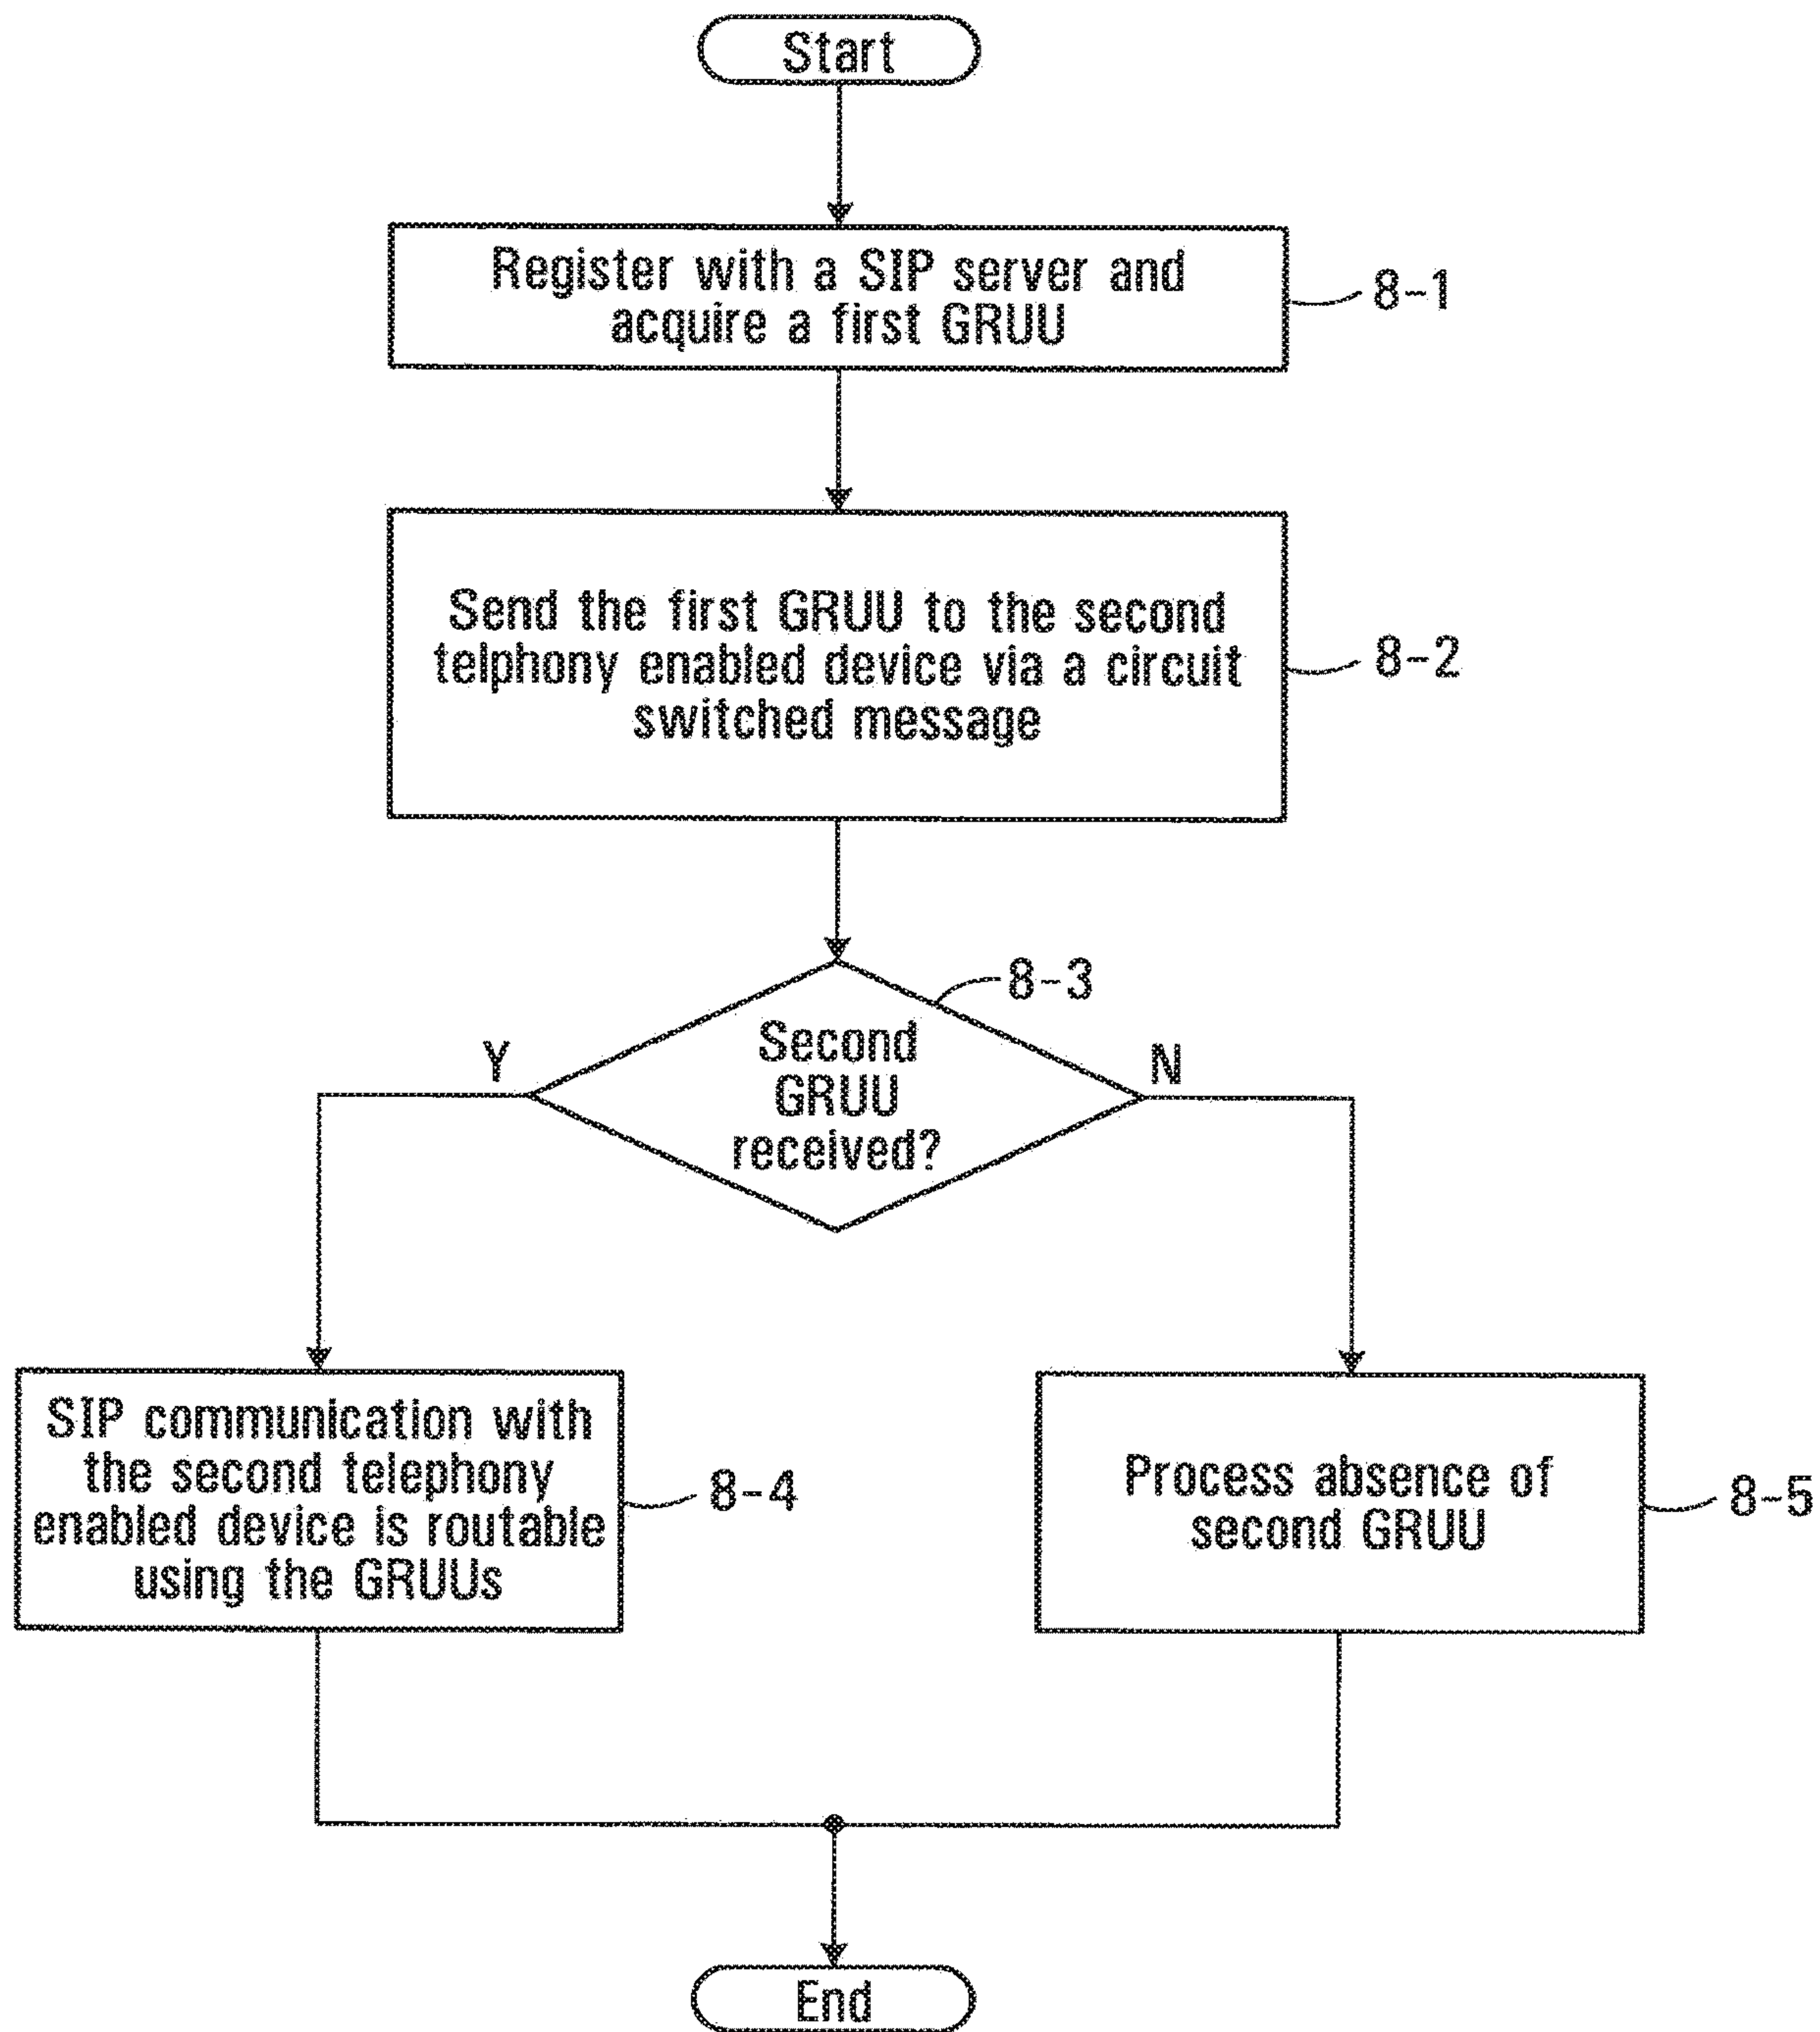 Start
Register with a SIP server and
acquire a first GRUU
8-1
Send the first GRUU to the second
telphony enabled device via a circuit
switched message
8-2
8-3
Second
GRUU
received?
Y
N
SIP communication with
the second telephony
enabled device is routable
using the GRUUs
8-4
Process absence of
second GRUU
8-5
End